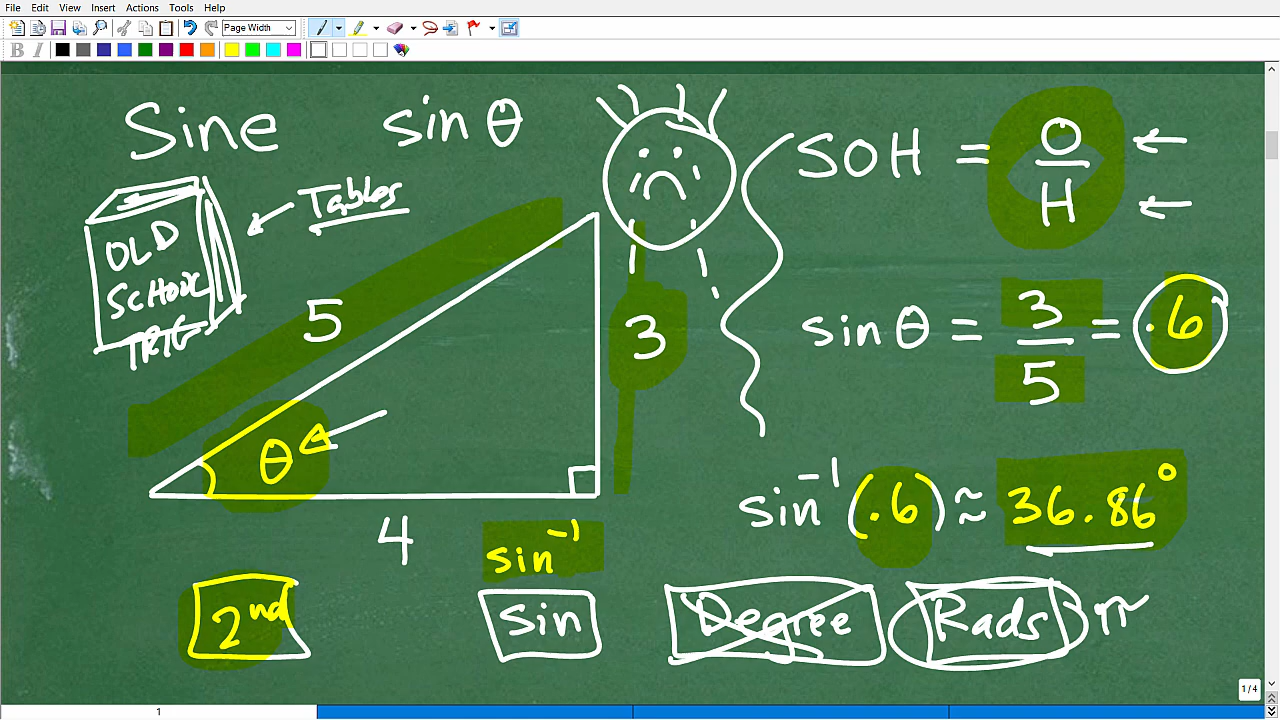 File Edit View Insert Actions Tools Help
Page Width
B I
Sine sin θ
SOH = O/H
Tables
OLD
SCHOOL
TRIG
5
3
sin θ = 3/5 = .6
θ
sin⁻¹(.6) ≈ 36.86°
4
sin⁻¹
2nd
Sin
Degree
Rads
π
1/4
1